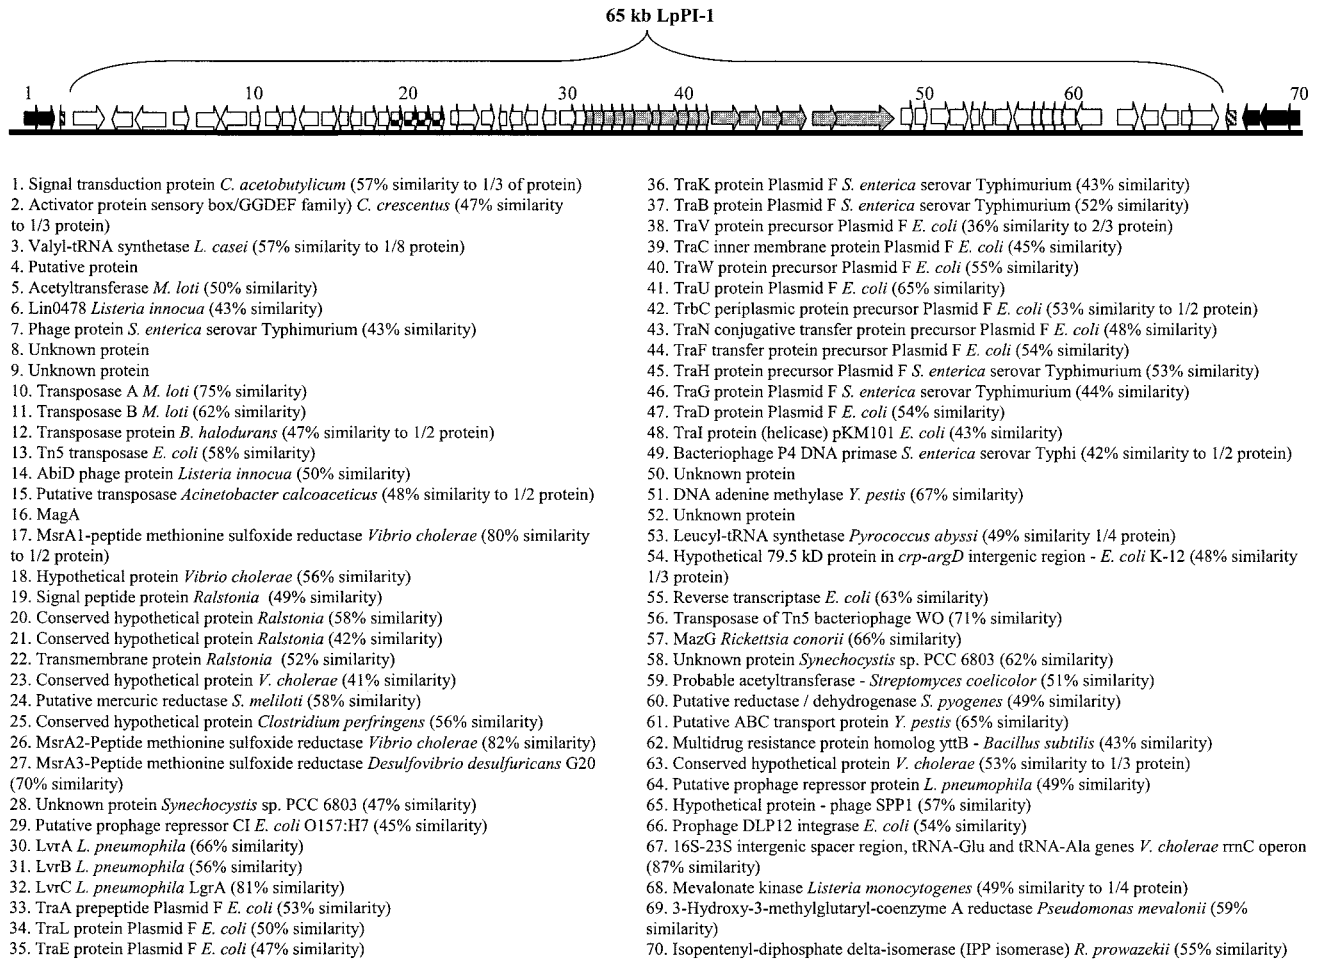 65 kb LpPI-1
1 10 20 30 40 50 60 70
1. Signal transduction protein C. acetobutylicum (57% similarity to 1/3 of protein)
2. Activator protein sensory box/GGDEF family) C. crescentus (47% similarity
to 1/3 protein)
3. Valyl-tRNA synthetase L. casei (57% similarity to 1/8 protein)
4. Putative protein
5. Acetyltransferase M. loti (50% similarity)
6. Lin0478 Listeria innocua (43% similarity)
7. Phage protein S. enterica serovar Typhimurium (43% similarity)
8. Unknown protein
9. Unknown protein
10. Transposase A M. loti (75% similarity)
11. Transposase B M. loti (62% similarity)
12. Transposase protein B. halodurans (47% similarity to 1/2 protein)
13. Tn5 transposase E. coli (58% similarity)
14. AbiD phage protein Listeria innocua (50% similarity)
15. Putative transposase Acinetobacter calcoaceticus (48% similarity to 1/2 protein)
16. MagA
17. MsrA1-peptide methionine sulfoxide reductase Vibrio cholerae (80% similarity
to 1/2 protein)
18. Hypothetical protein Vibrio cholerae (56% similarity)
19. Signal peptide protein Ralstonia (49% similarity)
20. Conserved hypothetical protein Ralstonia (58% similarity)
21. Conserved hypothetical protein Ralstonia (42% similarity)
22. Transmembrane protein Ralstonia (52% similarity)
23. Conserved hypothetical protein V. cholerae (41% similarity)
24. Putative mercuric reductase S. meliloti (58% similarity)
25. Conserved hypothetical protein Clostridium perfringens (56% similarity)
26. MsrA2-Peptide methionine sulfoxide reductase Vibrio cholerae (82% similarity)
27. MsrA3-Peptide methionine sulfoxide reductase Desulfovibrio desulfuricans G20
(70% similarity)
28. Unknown protein Synechocystis sp. PCC 6803 (47% similarity)
29. Putative prophage repressor CI E. coli O157:H7 (45% similarity)
30. LvrA L. pneumophila (66% similarity)
31. LvrB L. pneumophila (56% similarity)
32. LvrC L. pneumophila LgrA (81% similarity)
33. TraA prepeptide Plasmid F E. coli (53% similarity)
34. TraL protein Plasmid F E. coli (50% similarity)
35. TraE protein Plasmid F E. coli (47% similarity)
36. TraK protein Plasmid F S. enterica serovar Typhimurium (43% similarity)
37. TraB protein Plasmid F S. enterica serovar Typhimurium (52% similarity)
38. TraV protein precursor Plasmid F E. coli (36% similarity to 2/3 protein)
39. TraC inner membrane protein Plasmid F E. coli (45% similarity)
40. TraW protein precursor Plasmid F E. coli (55% similarity)
41. TraU protein Plasmid F E. coli (65% similarity)
42. TrbC periplasmic protein precursor Plasmid F E. coli (53% similarity to 1/2 protein)
43. TraN conjugative transfer protein precursor Plasmid F E. coli (48% similarity)
44. TraF transfer protein precursor Plasmid F E. coli (54% similarity)
45. TraH protein precursor Plasmid F S. enterica serovar Typhimurium (53% similarity)
46. TraG protein Plasmid F S. enterica serovar Typhimurium (44% similarity)
47. TraD protein Plasmid F E. coli (54% similarity)
48. TraI protein (helicase) pKM101 E. coli (43% similarity)
49. Bacteriophage P4 DNA primase S. enterica serovar Typhi (42% similarity to 1/2 protein)
50. Unknown protein
51. DNA adenine methylase Y. pestis (67% similarity)
52. Unknown protein
53. Leucyl-tRNA synthetase Pyrococcus abyssi (49% similarity 1/4 protein)
54. Hypothetical 79.5 kD protein in crp-argD intergenic region - E. coli K-12 (48% similarity
1/3 protein)
55. Reverse transcriptase E. coli (63% similarity)
56. Transposase of Tn5 bacteriophage WO (71% similarity)
57. MazG Rickettsia conorii (66% similarity)
58. Unknown protein Synechocystis sp. PCC 6803 (62% similarity)
59. Probable acetyltransferase - Streptomyces coelicolor (51% similarity)
60. Putative reductase / dehydrogenase S. pyogenes (49% similarity)
61. Putative ABC transport protein Y. pestis (65% similarity)
62. Multidrug resistance protein homolog yttB - Bacillus subtilis (43% similarity)
63. Conserved hypothetical protein V. cholerae (53% similarity to 1/3 protein)
64. Putative prophage repressor protein L. pneumophila (49% similarity)
65. Hypothetical protein - phage SPP1 (57% similarity)
66. Prophage DLP12 integrase E. coli (54% similarity)
67. 16S-23S intergenic spacer region, tRNA-Glu and tRNA-Ala genes V. cholerae rrnC operon
(87% similarity)
68. Mevalonate kinase Listeria monocytogenes (49% similarity to 1/4 protein)
69. 3-Hydroxy-3-methylglutaryl-coenzyme A reductase Pseudomonas mevalonii (59%
similarity)
70. Isopentenyl-diphosphate delta-isomerase (IPP isomerase) R. prowazekii (55% similarity)